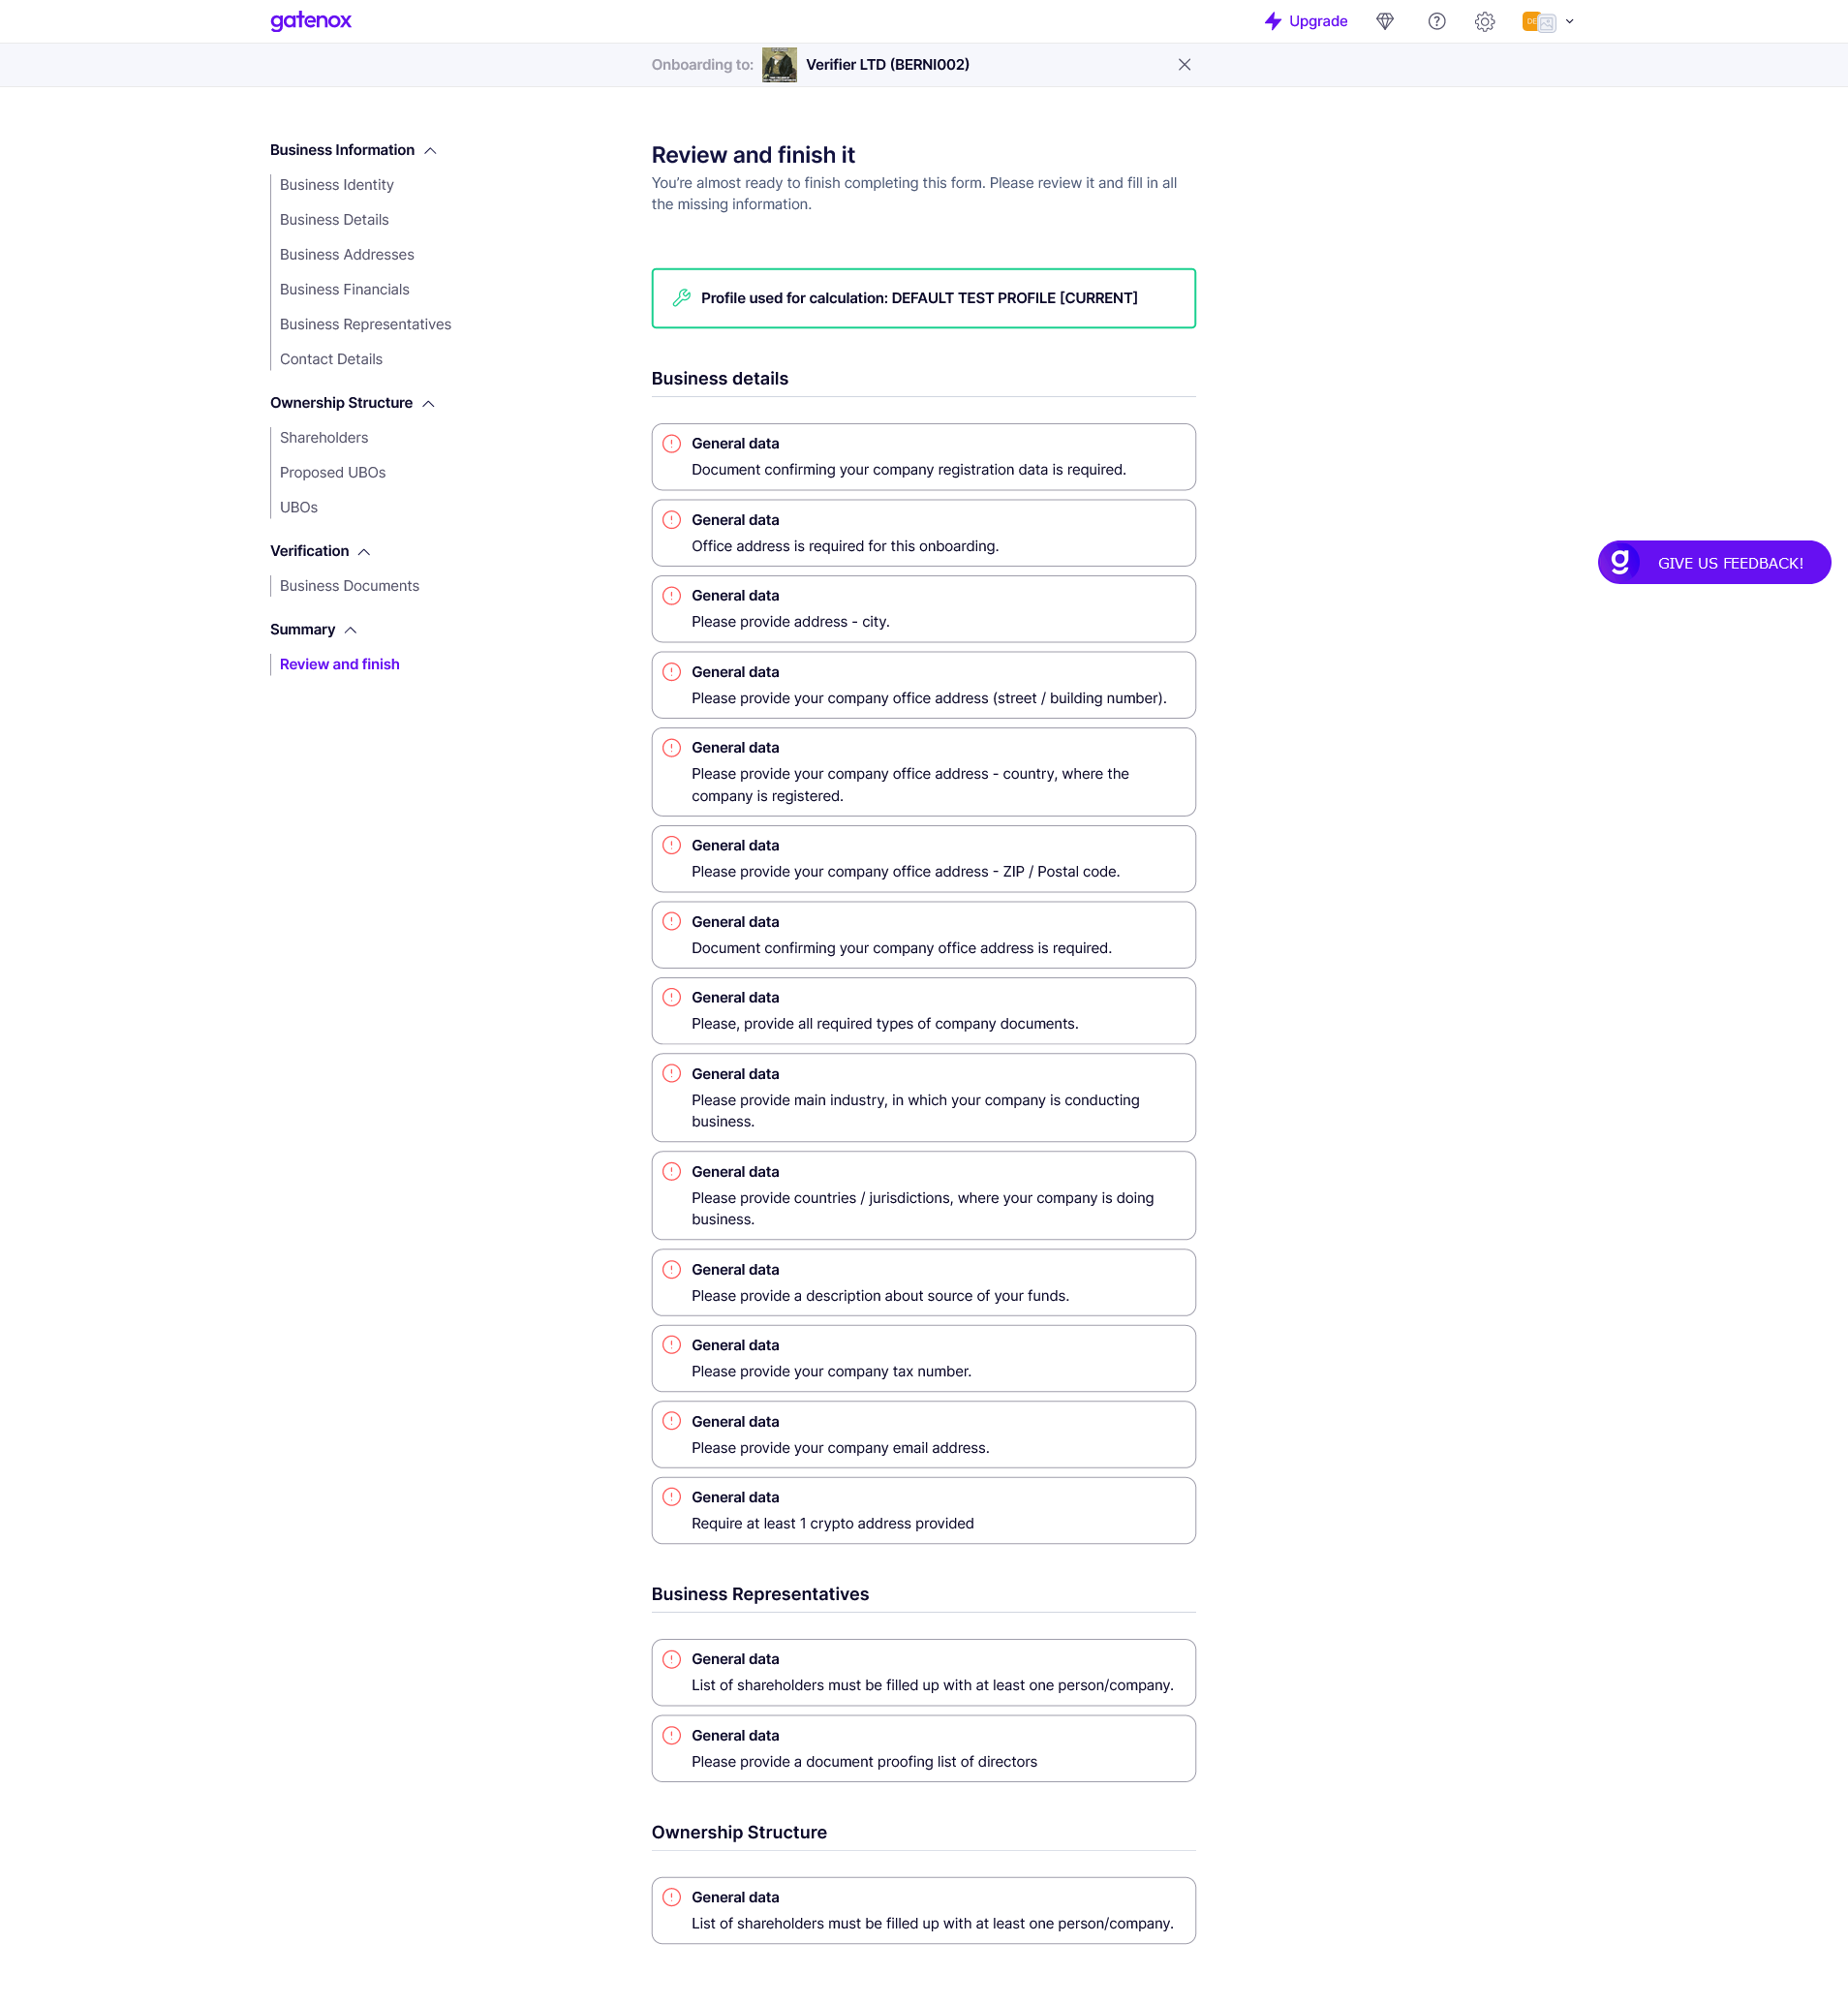 gatenox
Upgrade
Onboarding to: Verifier LTD (BERNI002)
Business Information
Business Identity
Business Details
Business Addresses
Business Financials
Business Representatives
Contact Details
Ownership Structure
Shareholders
Proposed UBOs
UBOs
Verification
Business Documents
Summary
Review and finish
Review and finish it
You’re almost ready to finish completing this form. Please review it and fill in all
the missing information.
Profile used for calculation: DEFAULT TEST PROFILE [CURRENT]
Business details
General data
Document confirming your company registration data is required.
General data
Office address is required for this onboarding.
General data
Please provide address - city.
General data
Please provide your company office address (street / building number).
General data
Please provide your company office address - country, where the
company is registered.
General data
Please provide your company office address - ZIP / Postal code.
General data
Document confirming your company office address is required.
General data
Please, provide all required types of company documents.
General data
Please provide main industry, in which your company is conducting
business.
General data
Please provide countries / jurisdictions, where your company is doing
business.
General data
Please provide a description about source of your funds.
General data
Please provide your company tax number.
General data
Please provide your company email address.
General data
Require at least 1 crypto address provided
Business Representatives
General data
List of shareholders must be filled up with at least one person/company.
General data
Please provide a document proofing list of directors
Ownership Structure
General data
List of shareholders must be filled up with at least one person/company.
g GIVE US FEEDBACK!